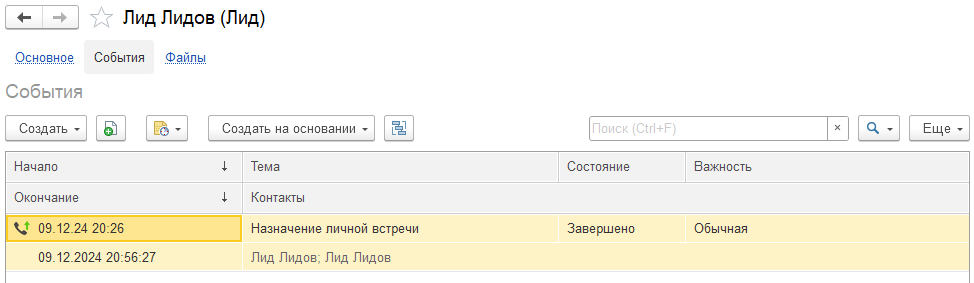 Лид Лидов (Лид)
Основное События Файлы
События
Создать Создать на основании Поиск (Ctrl+F) × Еще
Начало ↓ Тема Состояние Важность
Окончание ↓ Контакты
09.12.24 20:26 Назначение личной встречи Завершено Обычная
09.12.2024 20:56:27 Лид Лидов; Лид Лидов